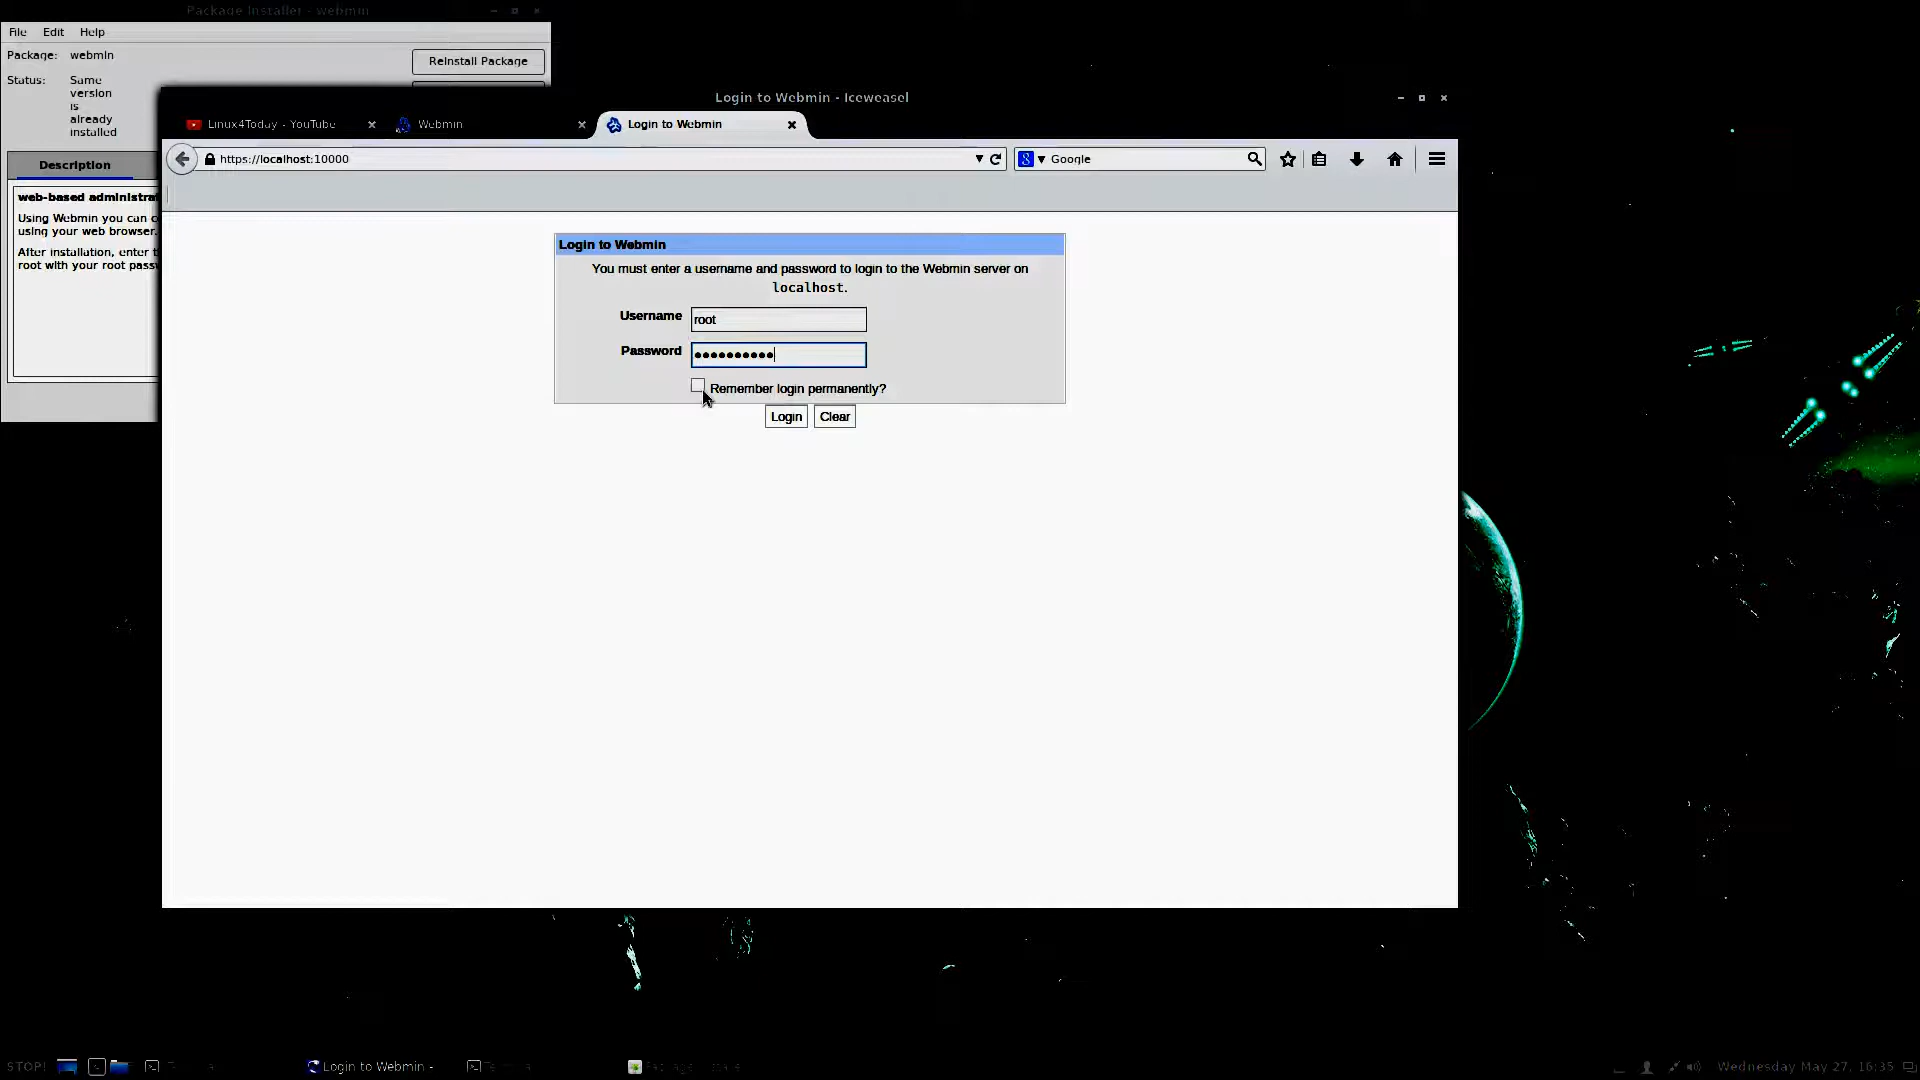 Package Installer - webmin
File Edit Help
Package: webmin
Reinstall Package
Status: Same
version
is
already
installed
Description
web-based administra
Using Webmin you can c
using your web browser.
After installation, enter t
root with your root passw
Login to Webmin - Iceweasel
Linux4Today - YouTube
Webmin
Login to Webmin
https://localhost:10000
Google
Login to Webmin
You must enter a username and password to login to the Webmin server on
localhost.
Username root
Password ••••••••••
Remember login permanently?
Login Clear
STOP!
Login to Webmin -
Wednesday May 27, 16:35